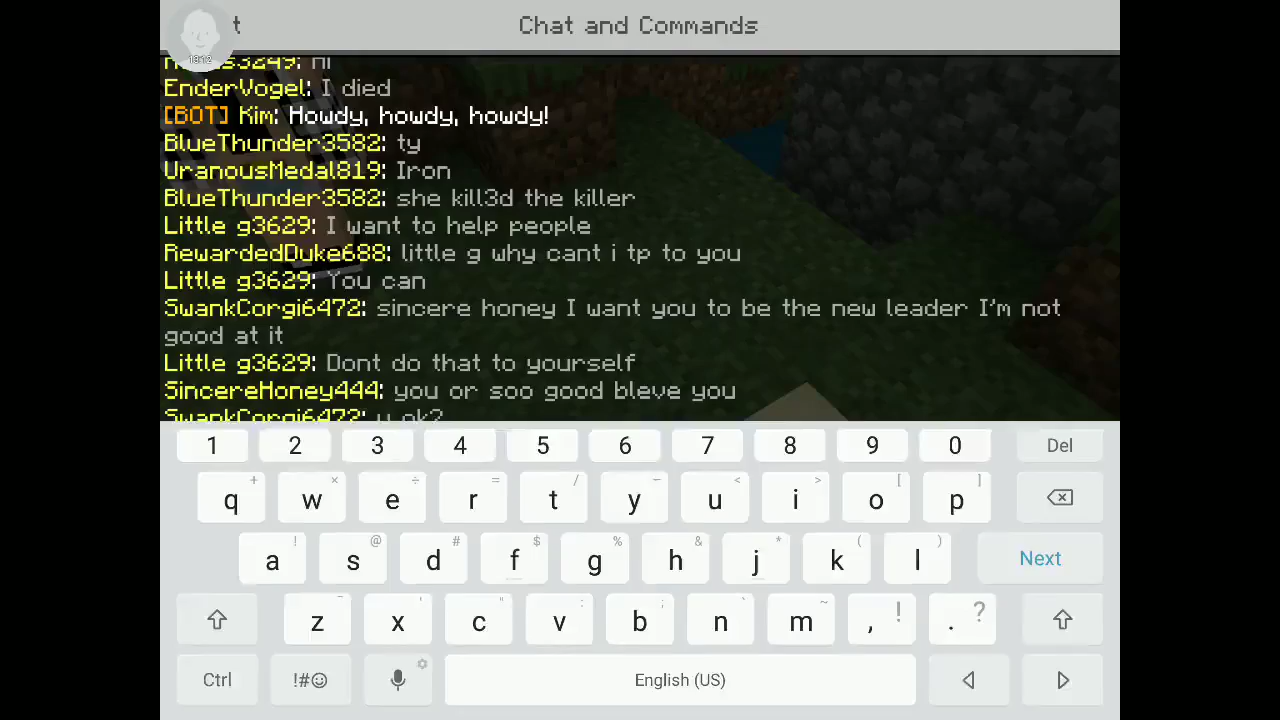 t
Chat and Commands
Hi
EnderVogel: I died
[BOT] Kim: Howdy, howdy, howdy!
BlueThunder3582: ty
UranousMedal819: Iron
BlueThunder3582: she kill3d the killer
Little g3629: I want to help people
RewardedDuke688: little g why cant i tp to you
Little g3629: You can
SwankCorgi6472: sincere honey I want you to be the new leader I'm not
good at it
Little g3629: Dont do that to yourself
SincereHoney444: you or soo good bleve you
SwankCorgi6472: u ok?
1 2 3 4 5 6 7 8 9 0 Del
q + w × e ÷ r = t / y - u < i > o [ p ]
a ! s @ d # f $ g % h & j * k ( l ) Next
z x ' c " v : b ; n ` m ~ , ! . ?
Ctrl !#☺ English (US)